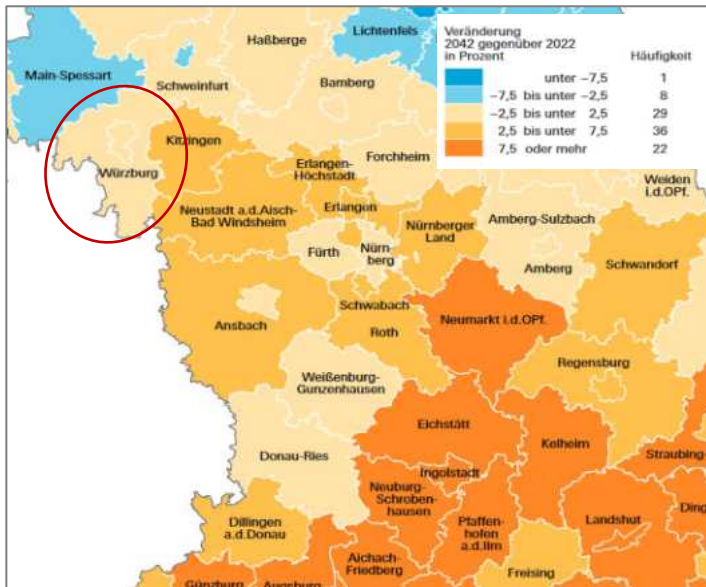 Veränderung
2042 gegenüber 2022
in Prozent
Häufigkeit
unter −7,5 1
−7,5 bis unter −2,5 8
−2,5 bis unter 2,5 29
2,5 bis unter 7,5 36
7,5 oder mehr 22
Lichtenfels
Haßberge
Main-Spessart
Schweinfurt
Bamberg
Kitzingen
Forchheim
Würzburg
Erlangen-
Höchstadt
Weiden
i.d.OPf.
Neustadt a.d.Aisch-
Bad Windsheim
Erlangen
Nürnberger
Land
Amberg-Sulzbach
Fürth
Nürn-
berg
Amberg
Schwandorf
Ansbach
Schwabach
Roth
Neumarkt i.d.OPf.
Regensburg
Weißenburg-
Gunzenhausen
Eichstätt
Kelheim
Donau-Ries
Straubing-
Ingolstadt
Neuburg-
Schroben-
hausen
Ding
Dillingen
a.d.Donau
Pfaffen-
hofen
a.d.Ilm
Landshut
Aichach-
Friedberg
Freising
Günzburg
Augsburg